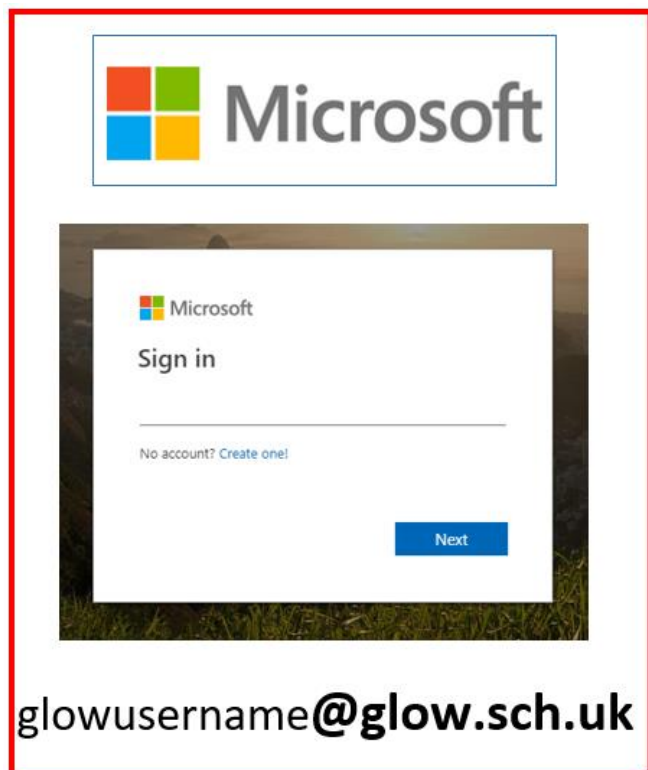 Microsoft
Microsoft
Sign in
No account? Create one!
Next
glowusername@glow.sch.uk